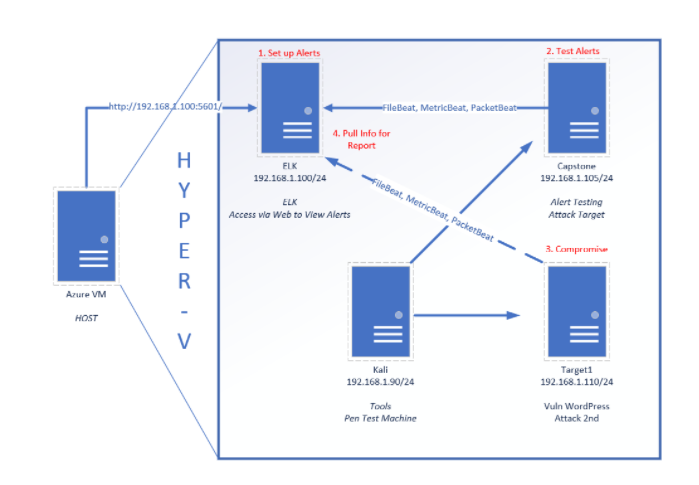 1. Set up Alerts
2. Test Alerts
http://192.168.1.100:5601/
FileBeat, MetricBeat, PacketBeat
4. Pull Info for
Report
ELK
192.168.1.100/24
ELK
Access via Web to View Alerts
Capstone
192.168.1.105/24
Alert Testing
Attack Target
HYPER-V
FileBeat, MetricBeat, PacketBeat
3. Compromise
Azure VM
HOST
Kali
192.168.1.90/24
Tools
Pen Test Machine
Target1
192.168.1.110/24
Vuln WordPress
Attack 2nd